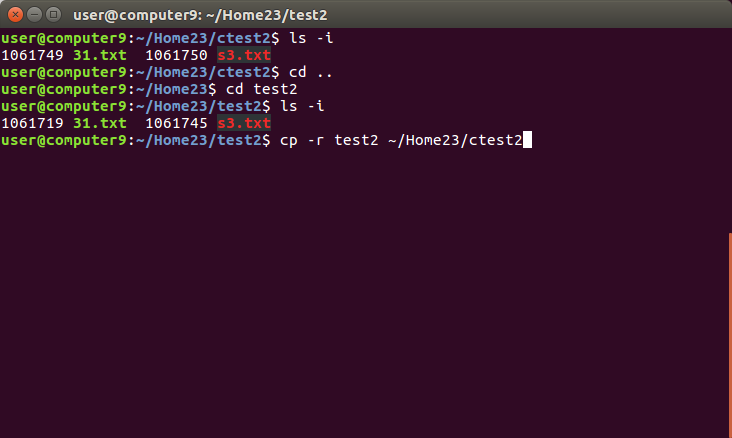 user@computer9: ~/Home23/test2
user@computer9:~/Home23/ctest2$ ls -i
1061749 31.txt  1061750 s3.txt
user@computer9:~/Home23/ctest2$ cd ..
user@computer9:~/Home23$ cd test2
user@computer9:~/Home23/test2$ ls -i
1061719 31.txt  1061745 s3.txt
user@computer9:~/Home23/test2$ cp -r test2 ~/Home23/ctest2